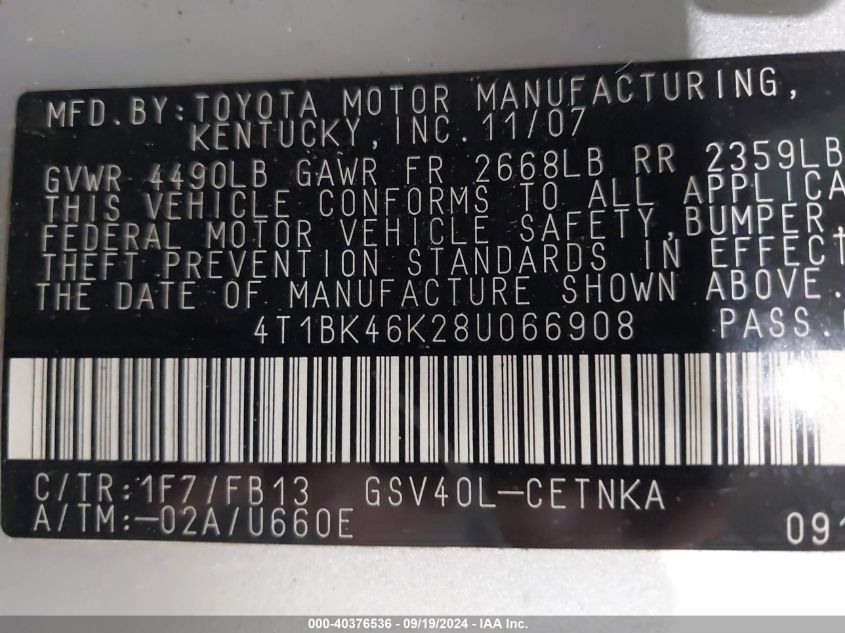 MFD.BY:TOYOTA MOTOR MANUFACTURING,
KENTUCKY,INC.11/07
GVWR 4490LB GAWR FR 2668LB RR 2359LB
THIS VEHICLE CONFORMS TO ALL APPLICA
FEDERAL MOTOR VEHICLE SAFETY,BUMPER,
THEFT PREVENTION STANDARDS IN EFFECT
THE DATE OF MANUFACTURE SHOWN ABOVE.
4T1BK46K28U066908 PASS.
C/TR:1F7/FB13 GSV40L-CETNKA
A/TM:-02A/U660E 091
000-40376536 - 09/19/2024 - IAA Inc.